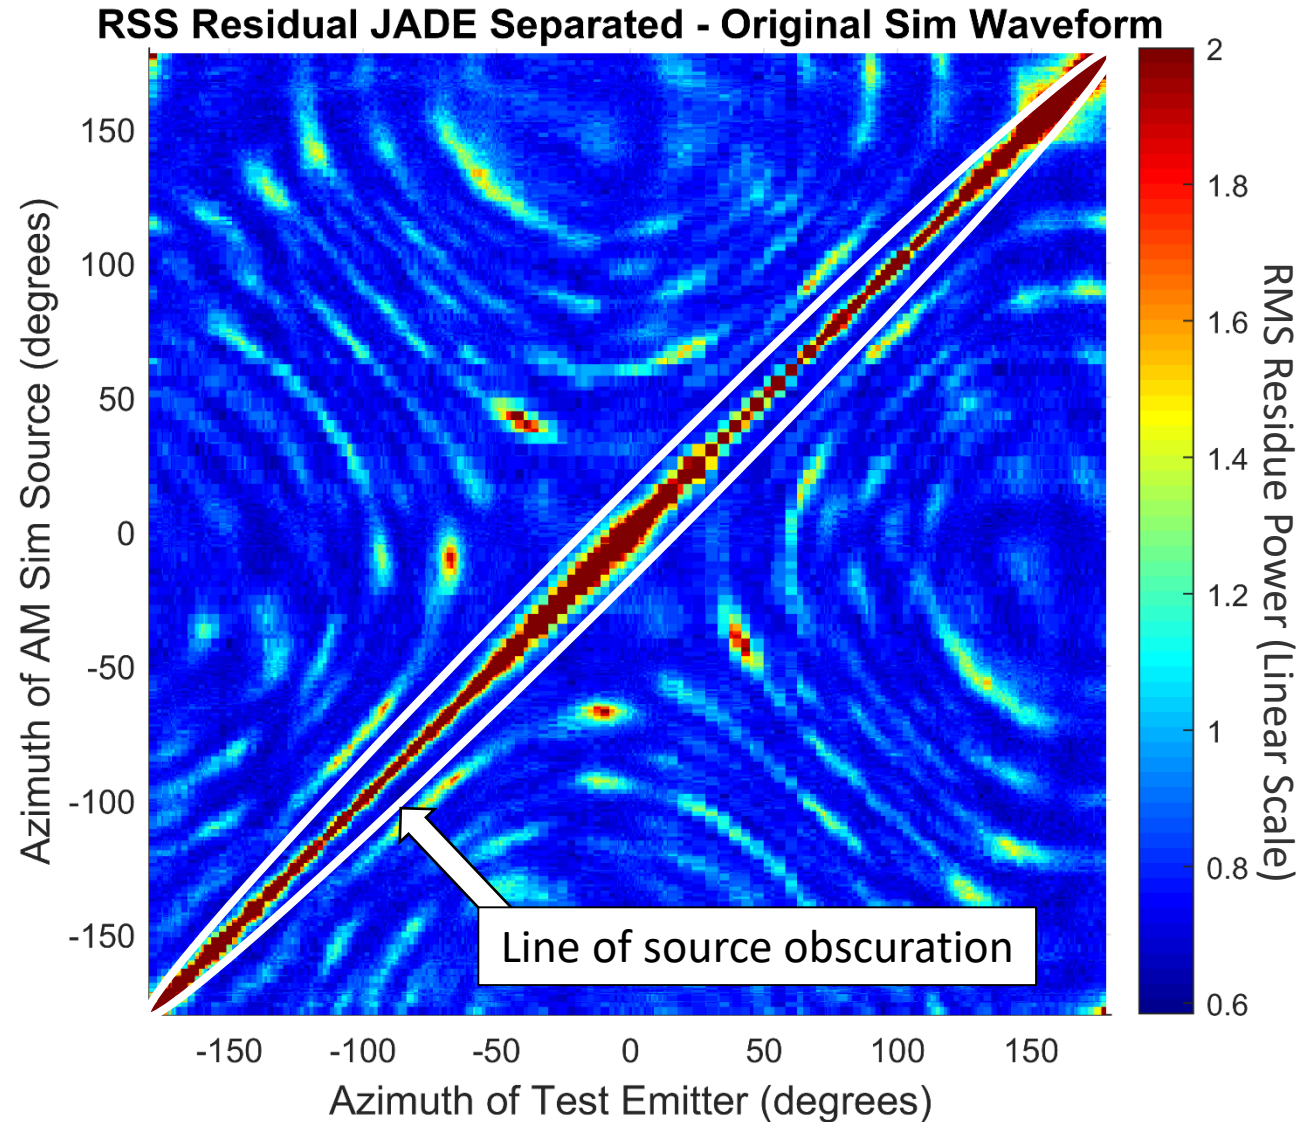 RSS Residual JADE Separated - Original Sim Waveform
Azimuth of AM Sim Source (degrees)
150
100
50
0
-50
-100
-150
-150 -100 -50 0 50 100 150
Azimuth of Test Emitter (degrees)
Line of source obscuration
2
1.8
1.6
1.4
1.2
1
0.8
0.6
RMS Residue Power (Linear Scale)